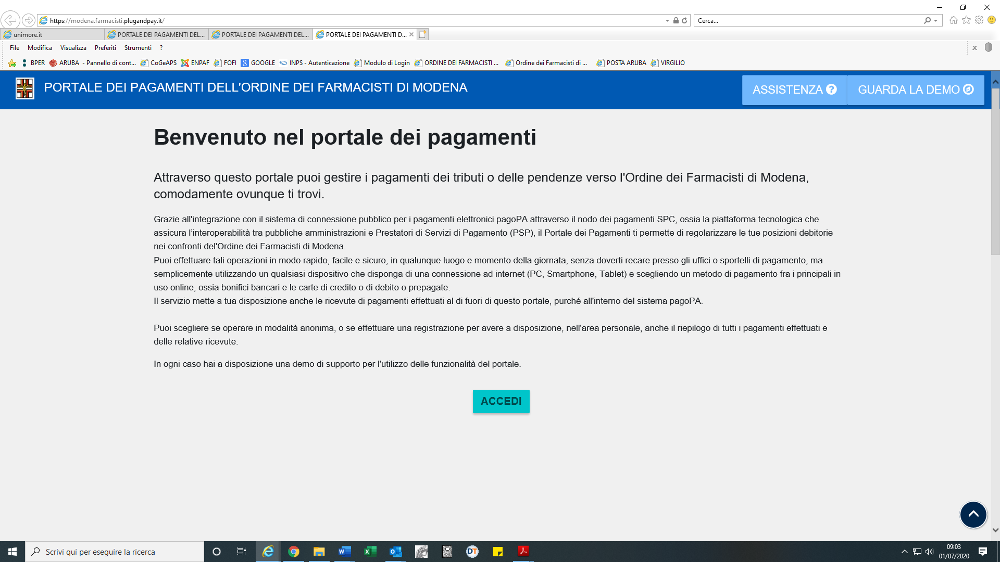 https://modena.farmacisti.plugandpay.it/
Cerca...
unimore.it
PORTALE DEI PAGAMENTI DEL...
PORTALE DEI PAGAMENTI DEL...
PORTALE DEI PAGAMENTI D...
File Modifica Visualizza Preferiti Strumenti ?
BPER ARUBA - Pannello di cont... CoGeAPS ENPAF FOFI GOOGLE INPS - Autenticazione Modulo di Login ORDINE DEI FARMACISTI ... Ordine dei Farmacisti di ... POSTA ARUBA VIRGILIO
PORTALE DEI PAGAMENTI DELL'ORDINE DEI FARMACISTI DI MODENA
ASSISTENZA
GUARDA LA DEMO
Benvenuto nel portale dei pagamenti
Attraverso questo portale puoi gestire i pagamenti dei tributi o delle pendenze verso l'Ordine dei Farmacisti di Modena,
comodamente ovunque ti trovi.
Grazie all'integrazione con il sistema di connessione pubblico per i pagamenti elettronici pagoPA attraverso il nodo dei pagamenti SPC, ossia la piattaforma tecnologica che
assicura l’interoperabilità tra pubbliche amministrazioni e Prestatori di Servizi di Pagamento (PSP), il Portale dei Pagamenti ti permette di regolarizzare le tue posizioni debitorie
nei confronti del'Ordine dei Farmacisti di Modena.
Puoi effettuare tali operazioni in modo rapido, facile e sicuro, in qualunque luogo e momento della giornata, senza doverti recare presso gli uffici o sportelli di pagamento, ma
semplicemente utilizzando un qualsiasi dispositivo che disponga di una connessione ad internet (PC, Smartphone, Tablet) e scegliendo un metodo di pagamento fra i principali in
uso online, ossia bonifici bancari e le carte di credito o di debito o prepagate.
Il servizio mette a tua disposizione anche le ricevute di pagamenti effettuati al di fuori di questo portale, purché all'interno del sistema pagoPA.
Puoi scegliere se operare in modalità anonima, o se effettuare una registrazione per avere a disposizione, nell'area personale, anche il riepilogo di tutti i pagamenti effettuati e
delle relative ricevute.
In ogni caso hai a disposizione una demo di supporto per l'utilizzo delle funzionalità del portale.
ACCEDI
Scrivi qui per eseguire la ricerca
DT
09:03
01/07/2020